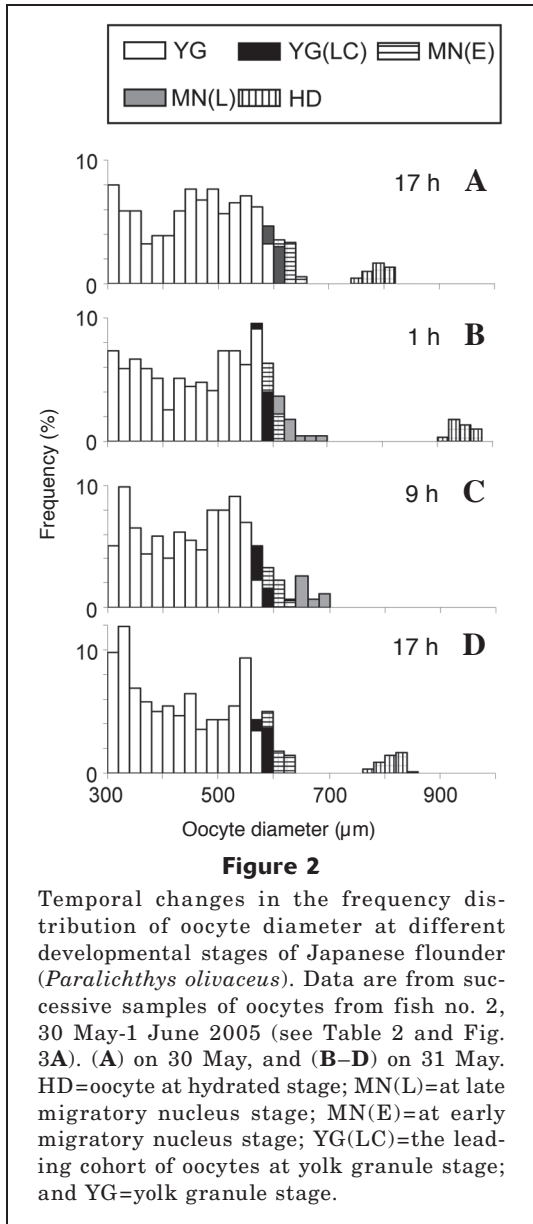 YG YG(LC) MN(E)
MN(L) HD
10
17 h A
0
10
1 h B
0
10
9 h C
0
10
17 h D
0
Frequency (%)
300 500 700 900
Oocyte diameter (µm)
Figure 2
Temporal changes in the frequency dis-
tribution of oocyte diameter at different
developmental stages of Japanese flounder
(Paralichthys olivaceus). Data are from suc-
cessive samples of oocytes from fish no. 2,
30 May-1 June 2005 (see Table 2 and Fig.
3A). (A) on 30 May, and (B–D) on 31 May.
HD=oocyte at hydrated stage; MN(L)=at late
migratory nucleus stage; MN(E)=at early
migratory nucleus stage; YG(LC)=the lead-
ing cohort of oocytes at yolk granule stage;
and YG=yolk granule stage.